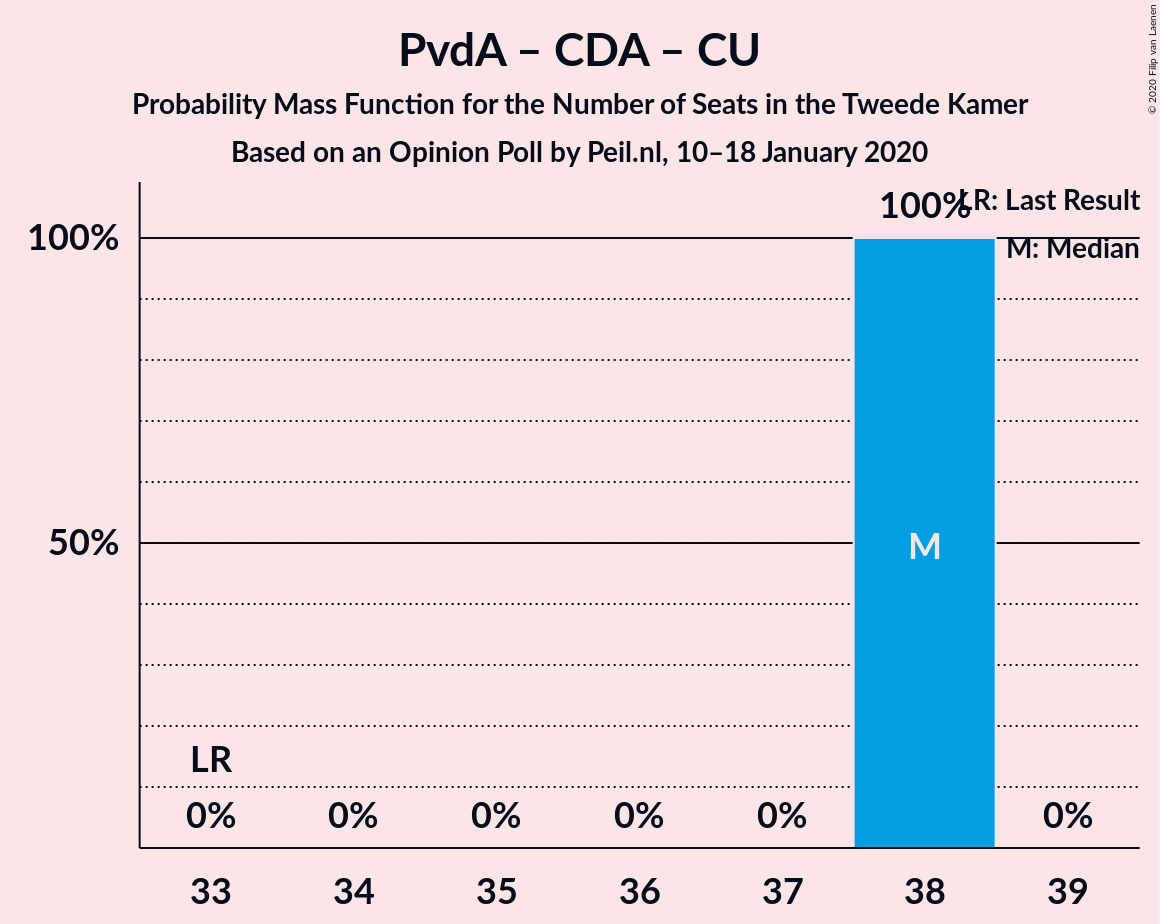 PvdA – CDA – CU
Probability Mass Function for the Number of Seats in the Tweede Kamer
Based on an Opinion Poll by Peil.nl, 10–18 January 2020
© 2020 Filip van Laenen
100%
LR: Last Result
100%
M: Median
50%
M
LR
0% 0% 0% 0% 0% 0%
33 34 35 36 37 38 39